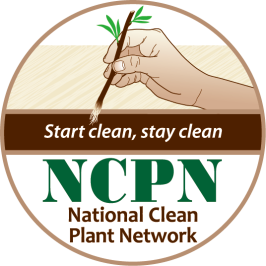 Start clean, stay clean
NCPN
National Clean
Plant Network